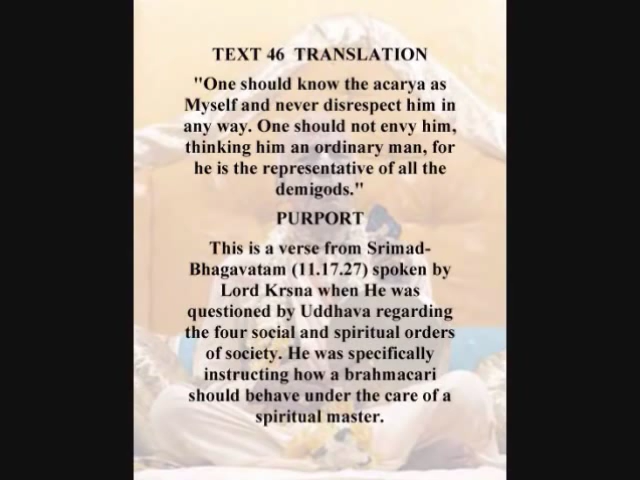 TEXT 46 TRANSLATION
"One should know the acarya as
Myself and never disrespect him in
any way. One should not envy him,
thinking him an ordinary man, for
he is the representative of all the
demigods."
PURPORT
This is a verse from Srimad-
Bhagavatam (11.17.27) spoken by
Lord Krsna when He was
questioned by Uddhava regarding
the four social and spiritual orders
of society. He was specifically
instructing how a brahmacari
should behave under the care of a
spiritual master.